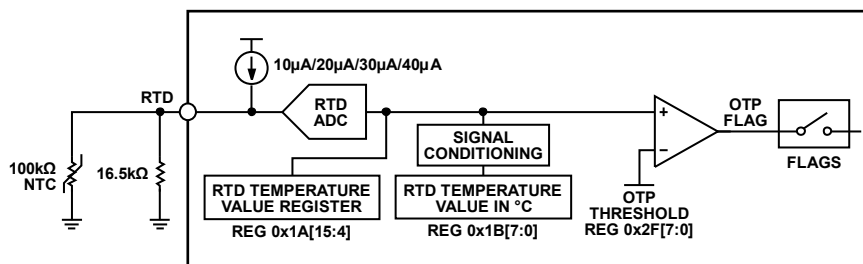 10µA/20µA/30µA/40µA
RTD
RTD
ADC
OTP
FLAG
+
−
SIGNAL
CONDITIONING
FLAGS
100kΩ
NTC
16.5kΩ
RTD TEMPERATURE
VALUE REGISTER
RTD TEMPERATURE
VALUE IN °C
OTP
THRESHOLD
REG 0x2F[7:0]
REG 0x1A[15:4]
REG 0x1B[7:0]